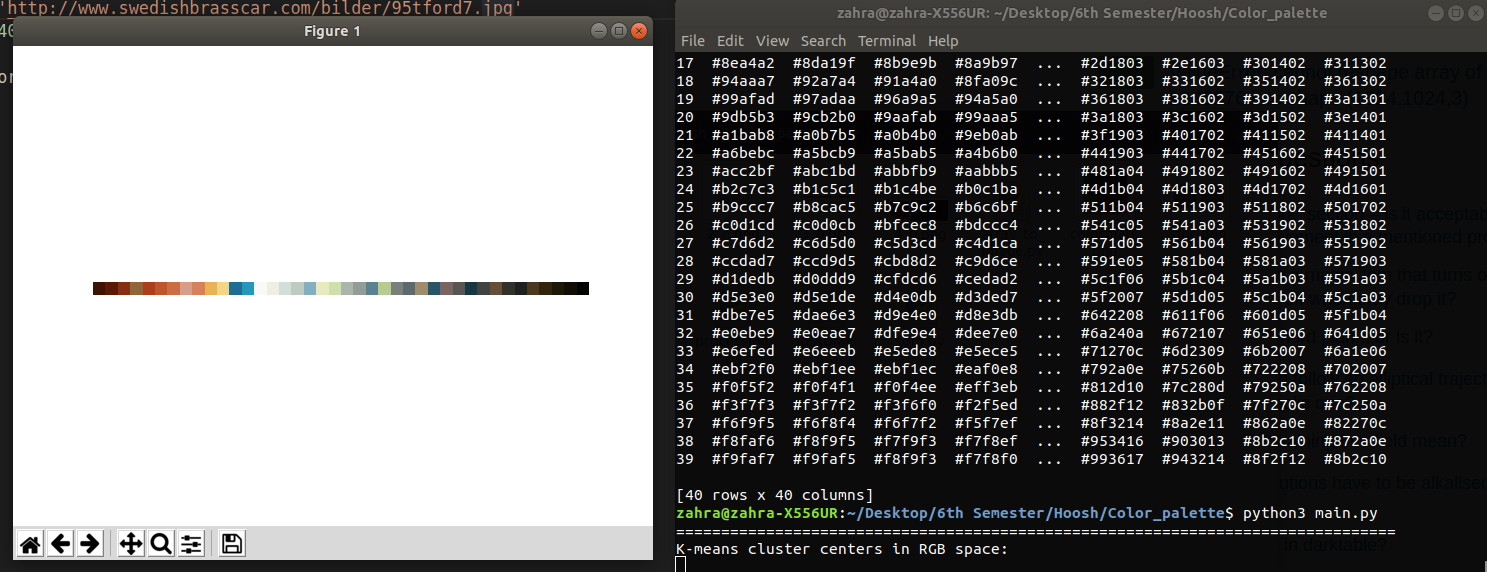 'http://www.swedishbrasscar.com/bilder/95tford7.jpg'
Figure 1
zahra@zahra-X556UR: ~/Desktop/6th Semester/Hoosh/Color_palette
File Edit View Search Terminal Help
17 #8ea4a2 #8da19f #8b9e9b #8a9b97 ... #2d1803 #2e1603 #301402 #311302
18 #94aaa7 #92a7a4 #91a4a0 #8fa09c ... #321803 #331602 #351402 #361302
19 #99afad #97adaa #96a9a5 #94a5a0 ... #361803 #381602 #391402 #3a1301
20 #9db5b3 #9cb2b0 #9aafab #99aaa5 ... #3a1803 #3c1602 #3d1502 #3e1401
21 #a1bab8 #a0b7b5 #a0b4b0 #9eb0ab ... #3f1903 #401702 #411502 #411401
22 #a6bebc #a5bcb9 #a5bab5 #a4b6b0 ... #441903 #441702 #451602 #451501
23 #acc2bf #abc1bd #abbfb9 #aabbb5 ... #481a04 #491802 #491602 #491501
24 #b2c7c3 #b1c5c1 #b1c4be #b0c1ba ... #4d1b04 #4d1803 #4d1702 #4d1601
25 #b9ccc7 #b8cac5 #b7c9c2 #b6c6bf ... #511b04 #511903 #511802 #501702
26 #c0d1cd #c0d0cb #bfcec8 #bdccc4 ... #541c05 #541a03 #531902 #531802
27 #c7d6d2 #c6d5d0 #c5d3cd #c4d1ca ... #571d05 #561b04 #561903 #551902
28 #ccdad7 #ccd9d5 #cbd8d2 #c9d6ce ... #591e05 #581b04 #581a03 #571903
29 #d1dedb #d0ddd9 #cfdcd6 #cedad2 ... #5c1f06 #5b1c04 #5a1b03 #591a03
30 #d5e3e0 #d5e1de #d4e0db #d3ded7 ... #5f2007 #5d1d05 #5c1b04 #5c1a03
31 #dbe7e5 #dae6e3 #d9e4e0 #d8e3db ... #642208 #611f06 #601d05 #5f1b04
32 #e0ebe9 #e0eae7 #dfe9e4 #dee7e0 ... #6a240a #672107 #651e06 #641d05
33 #e6efed #e6eeeb #e5ede8 #e5ece5 ... #71270c #6d2309 #6b2007 #6a1e06
34 #ebf2f0 #ebf1ee #ebf1ec #eaf0e8 ... #792a0e #75260b #722208 #702007
35 #f0f5f2 #f0f4f1 #f0f4ee #eff3eb ... #812d10 #7c280d #79250a #762208
36 #f3f7f3 #f3f7f2 #f3f6f0 #f2f5ed ... #882f12 #832b0f #7f270c #7c250a
37 #f6f9f5 #f6f8f4 #f6f7f2 #f5f7ef ... #8f3214 #8a2e11 #862a0e #82270c
38 #f8faf6 #f8f9f5 #f7f9f3 #f7f8ef ... #953416 #903013 #8b2c10 #872a0e
39 #f9faf7 #f9faf5 #f8f9f3 #f7f8f0 ... #993617 #943214 #8f2f12 #8b2c10
[40 rows x 40 columns]
zahra@zahra-X556UR:~/Desktop/6th Semester/Hoosh/Color_palette$ python3 main.py
================================================================================
K-means cluster centers in RGB space: